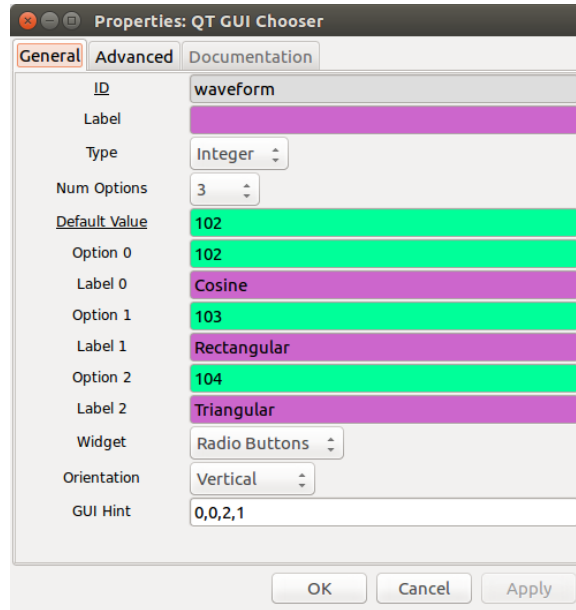 Properties: QT GUI Chooser
General Advanced Documentation
ID waveform
Label
Type Integer
Num Options 3
Default Value 102
Option 0 102
Label 0 Cosine
Option 1 103
Label 1 Rectangular
Option 2 104
Label 2 Triangular
Widget Radio Buttons
Orientation Vertical
GUI Hint 0,0,2,1
OK Cancel Apply